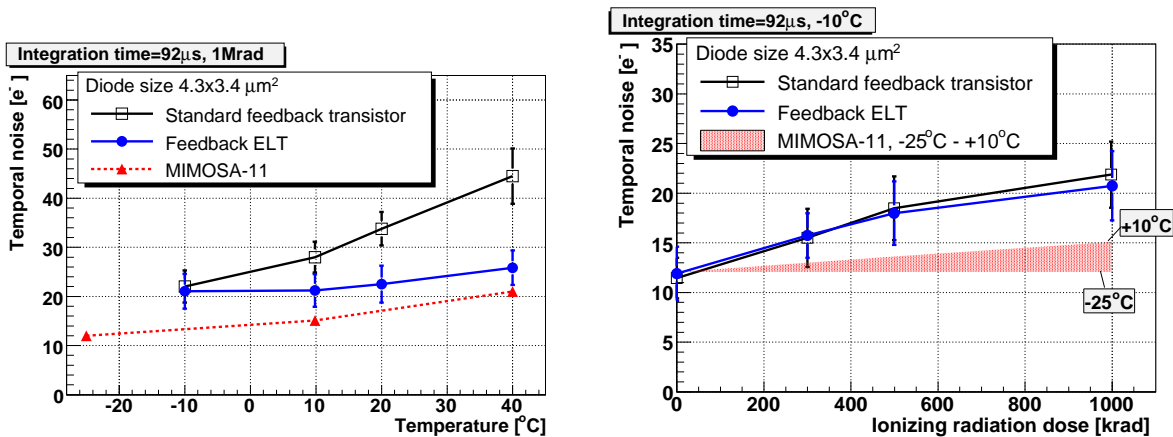 Integration time=92μs, 1Mrad
Diode size 4.3x3.4 μm²
Standard feedback transistor
Feedback ELT
MIMOSA-11
Temporal noise [e⁻]
60
50
40
30
20
10
0
-20 -10 0 10 20 30 40
Temperature [°C]
Integration time=92μs, -10°C
Diode size 4.3x3.4 μm²
Standard feedback transistor
Feedback ELT
MIMOSA-11, -25°C - +10°C
Temporal noise [e⁻]
35
30
25
20
15
10
5
0
+10°C
-25°C
0 200 400 600 800 1000
Ionizing radiation dose [krad]